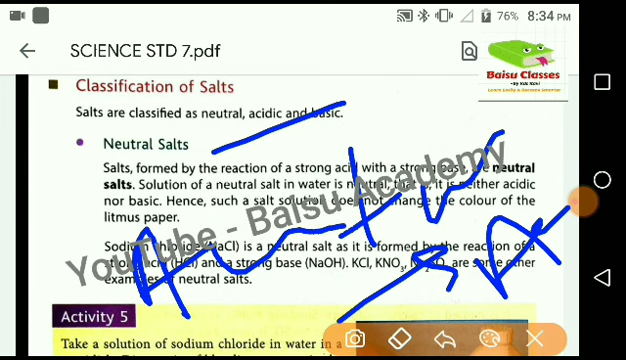 76% 8:34 PM
SCIENCE STD 7.pdf
Baisu Classes
Classification of Salts
Salts are classified as neutral, acidic and basic.
Neutral Salts
Salts, formed by the reaction of a strong acid with a strong base, are neutral
salts. Solution of a neutral salt in water is neutral, that is, it is neither acidic
nor basic. Hence, such a salt solution does not change the colour of the
litmus paper.
Sodium chloride (NaCl) is a neutral salt as it is formed by the reaction of a
strong acid (HCl) and a strong base (NaOH). KCl, KNO3, are some other
examples of neutral salts.
YouTube - Baisu Academy
Activity 5
Take a solution of sodium chloride in water in a